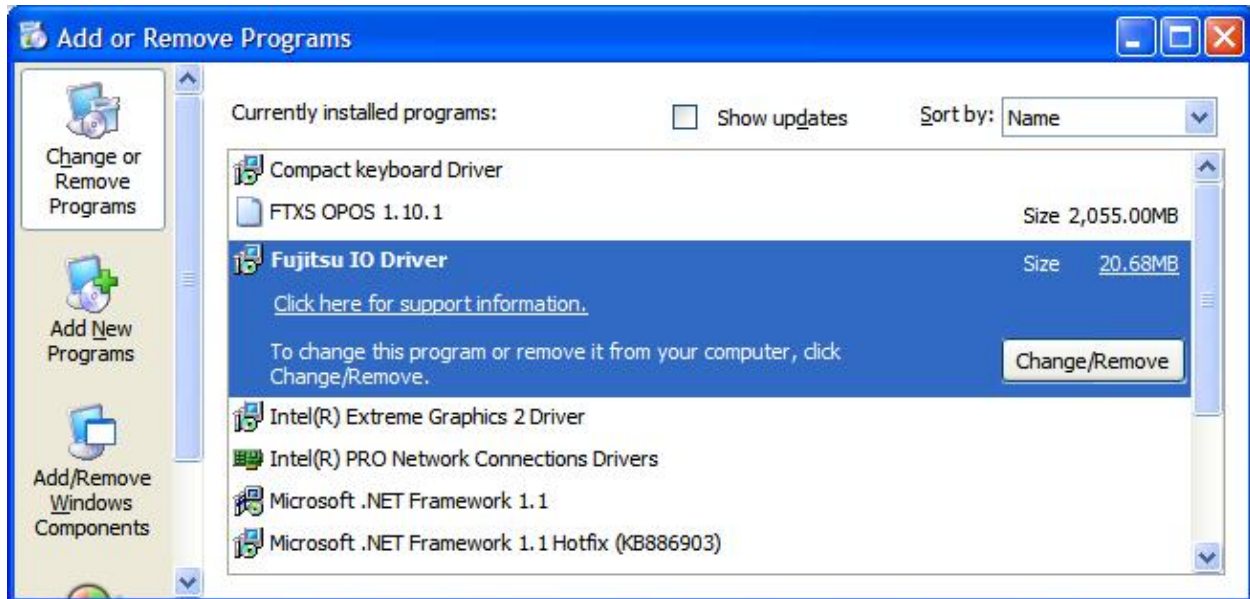 Add or Remove Programs
Change or
Remove
Programs
Add New
Programs
Add/Remove
Windows
Components
Currently installed programs:
Show updates
Sort by: Name
Compact keyboard Driver
FTXS OPOS 1.10.1 Size 2,055.00MB
Fujitsu IO Driver Size 20.68MB
Click here for support information.
To change this program or remove it from your computer, click
Change/Remove.
Change/Remove
Intel(R) Extreme Graphics 2 Driver
Intel(R) PRO Network Connections Drivers
Microsoft .NET Framework 1.1
Microsoft .NET Framework 1.1 Hotfix (KB886903)